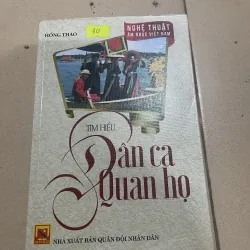 HỒNG THAO
NGHỆ THUẬT
ÂM NHẠC VIỆT NAM
TÌM HIỂU
Dân ca
Quan họ
NHÀ XUẤT BẢN QUÂN ĐỘI NHÂN DÂN